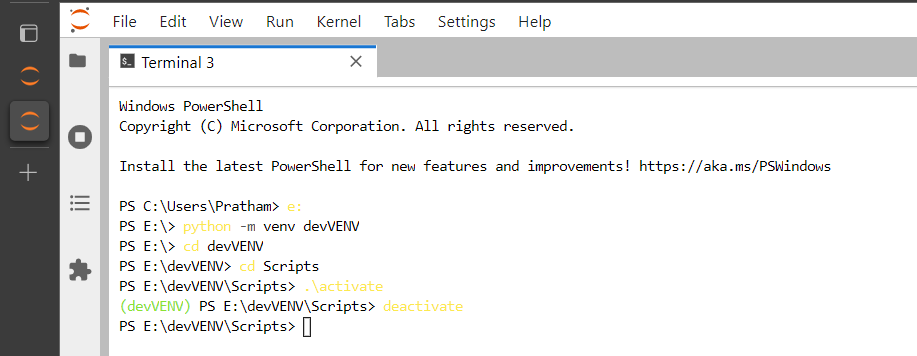 File Edit View Run Kernel Tabs Settings Help
$_ Terminal 3
Windows PowerShell
Copyright (C) Microsoft Corporation. All rights reserved.
Install the latest PowerShell for new features and improvements! https://aka.ms/PSWindows
PS C:\Users\Pratham> e:
PS E:\> python -m venv devVENV
PS E:\> cd devVENV
PS E:\devVENV> cd Scripts
PS E:\devVENV\Scripts> .\activate
(devVENV) PS E:\devVENV\Scripts> deactivate
PS E:\devVENV\Scripts>